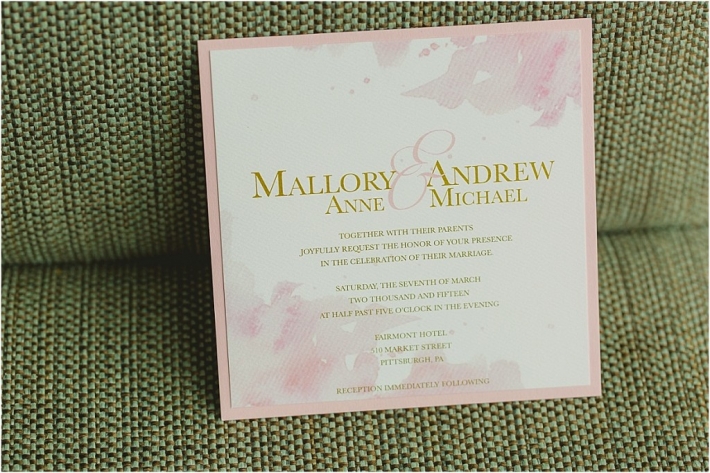 MALLORY & ANDREW
ANNE MICHAEL
TOGETHER WITH THEIR PARENTS
JOYFULLY REQUEST THE HONOR OF YOUR PRESENCE
IN THE CELEBRATION OF THEIR MARRIAGE
SATURDAY, THE SEVENTH OF MARCH
TWO THOUSAND AND FIFTEEN
AT HALF PAST FIVE O'CLOCK IN THE EVENING
FAIRMONT HOTEL
510 MARKET STREET
PITTSBURGH, PA
RECEPTION IMMEDIATELY FOLLOWING